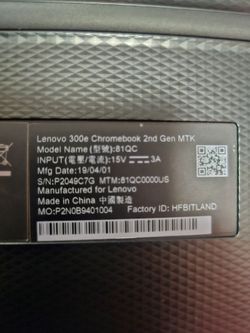 Lenovo 300e Chromebook 2nd Gen MTK
Model Name (型號):81QC
INPUT(電壓/電流):15V⎓3A
Mfg Date:19/04/01
S/N:P2049C7G MTM:81QC0000US
Manufactured for Lenovo
Made in China 中國製造
MO:P2N0B9401004 Factory ID: HFBITLAND